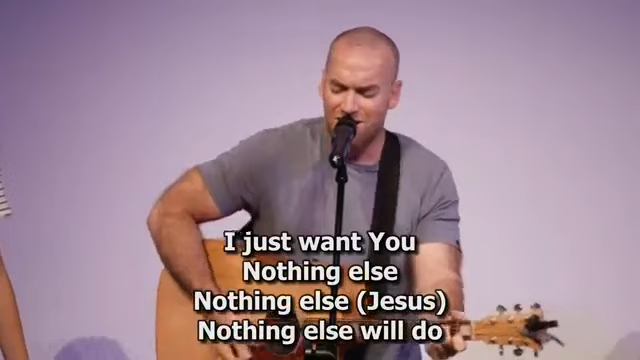 I just want You
Nothing else
Nothing else (Jesus)
Nothing else will do